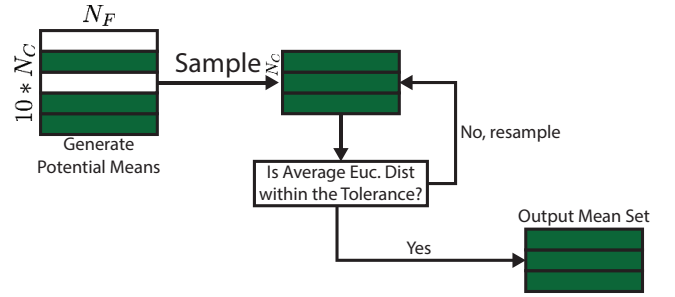 N_F
10 * N_C
Sample
N_C
Generate
Potential Means
No, resample
Is Average Euc. Dist
within the Tolerance?
Output Mean Set
Yes